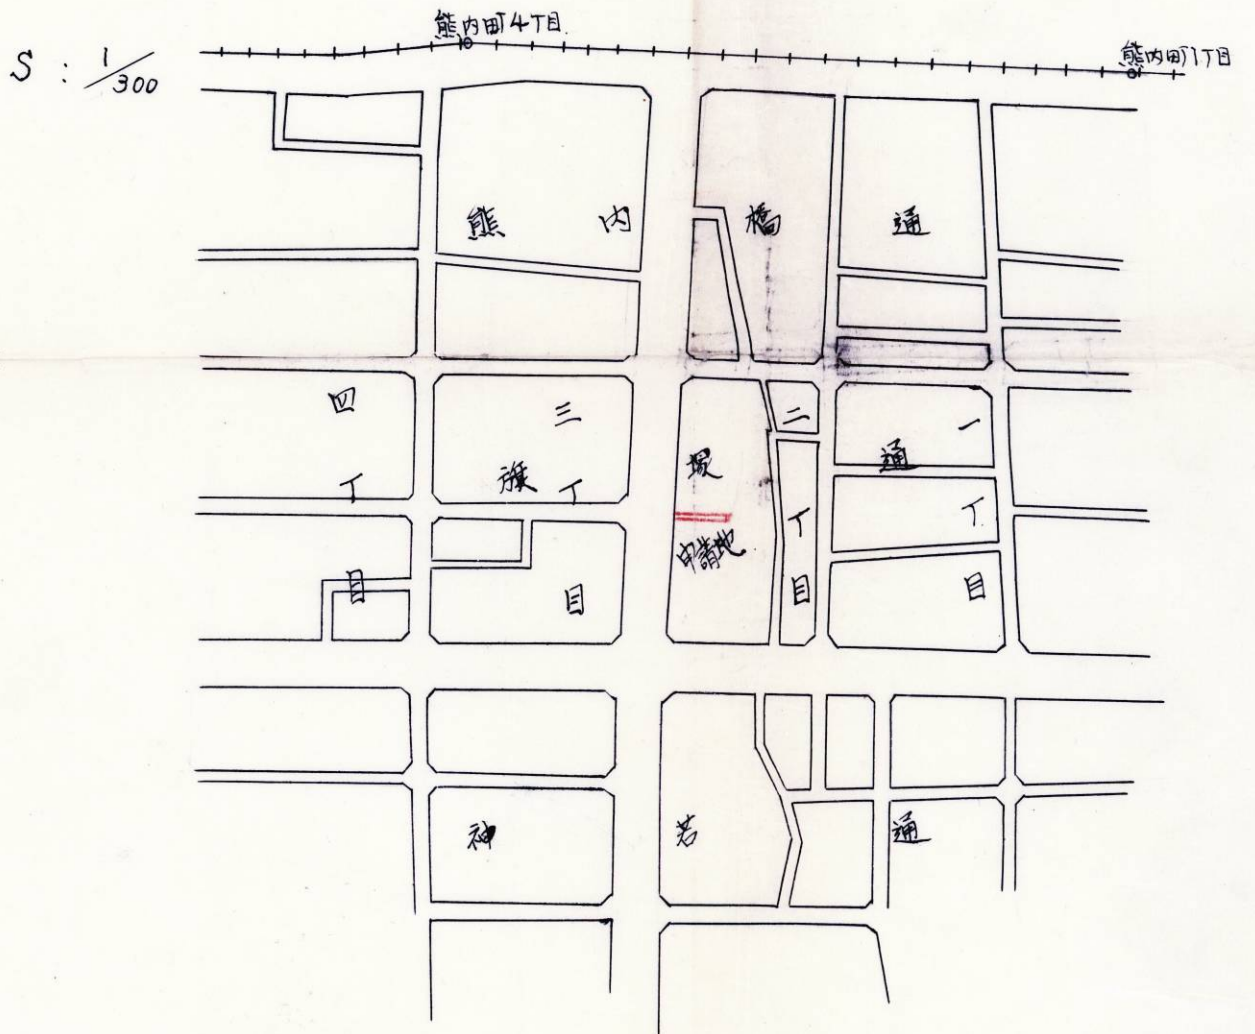 熊内町4丁目
熊内町1丁目
S : 1/300
熊内橋通
四丁目
三丁目
二丁目
一丁目
旗塚通
申請地
神若通